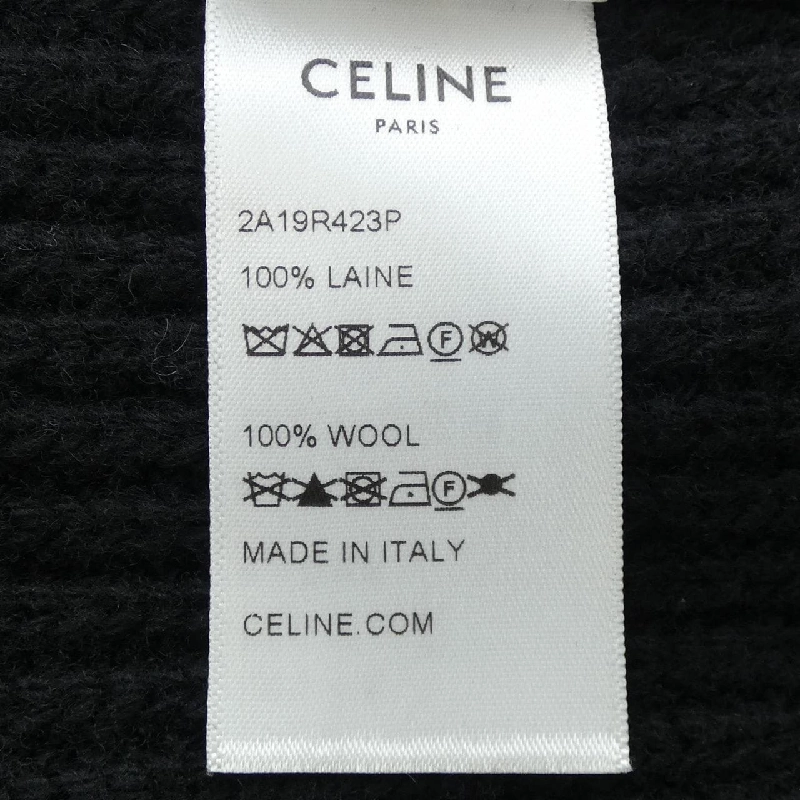 CELINE
PARIS
2A19R423P
100% LAINE
F W
100% WOOL
F
MADE IN ITALY
CELINE.COM